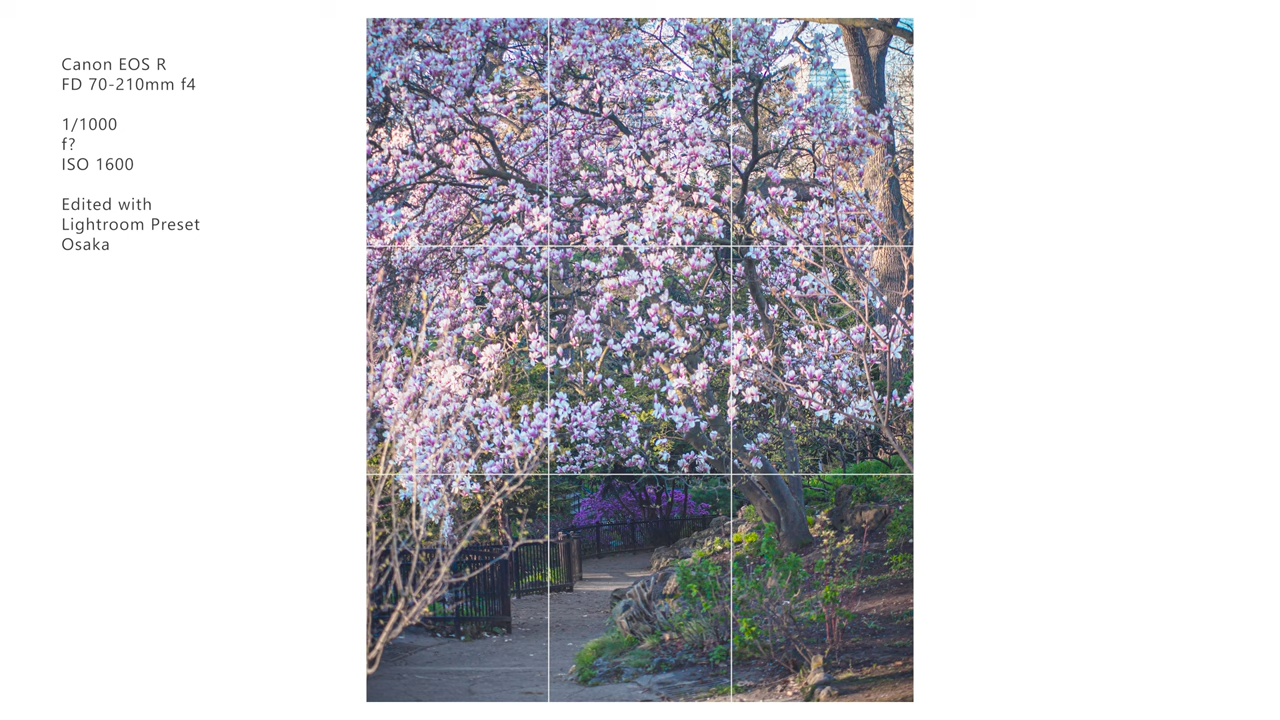 Canon EOS R
FD 70-210mm f4
1/1000
f?
ISO 1600
Edited with
Lightroom Preset
Osaka